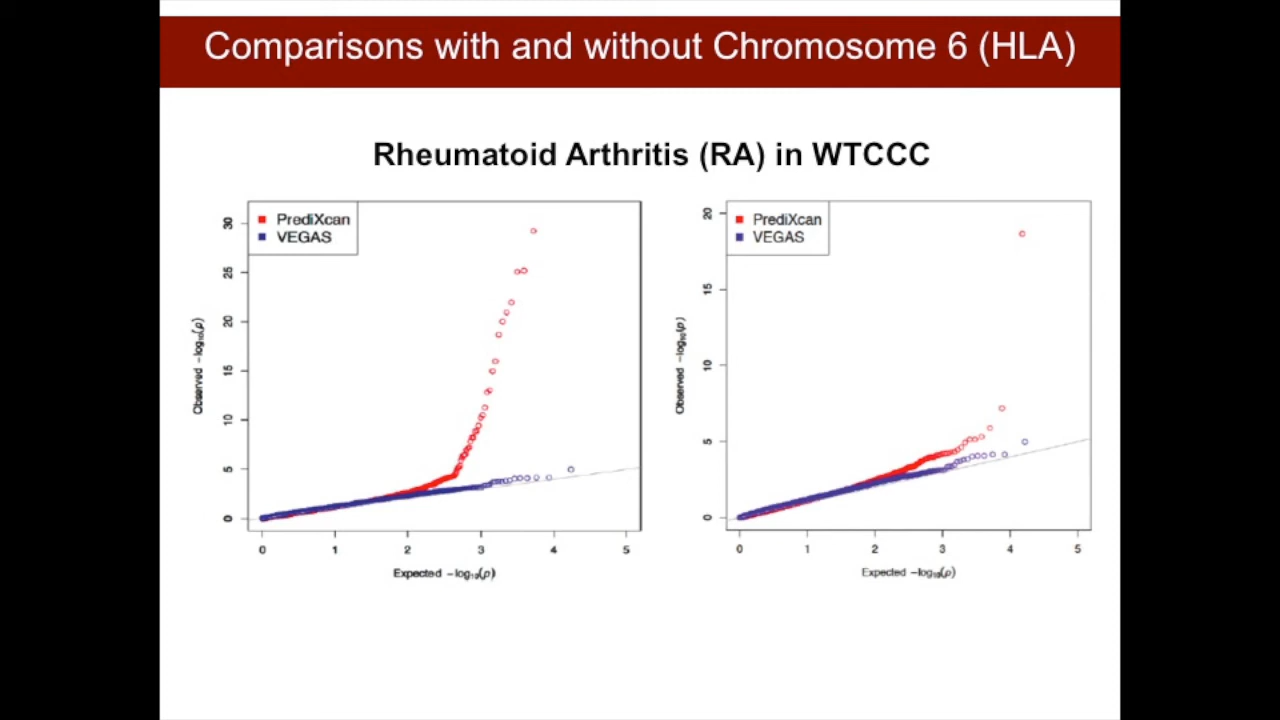 Comparisons with and without Chromosome 6 (HLA)
Rheumatoid Arthritis (RA) in WTCCC
PrediXcan
VEGAS
30
25
20
15
10
5
0
Observed −log₁₀(p)
0 1 2 3 4 5
Expected −log₁₀(p)
PrediXcan
VEGAS
20
15
10
5
0
Observed −log₁₀(p)
0 1 2 3 4 5
Expected −log₁₀(p)